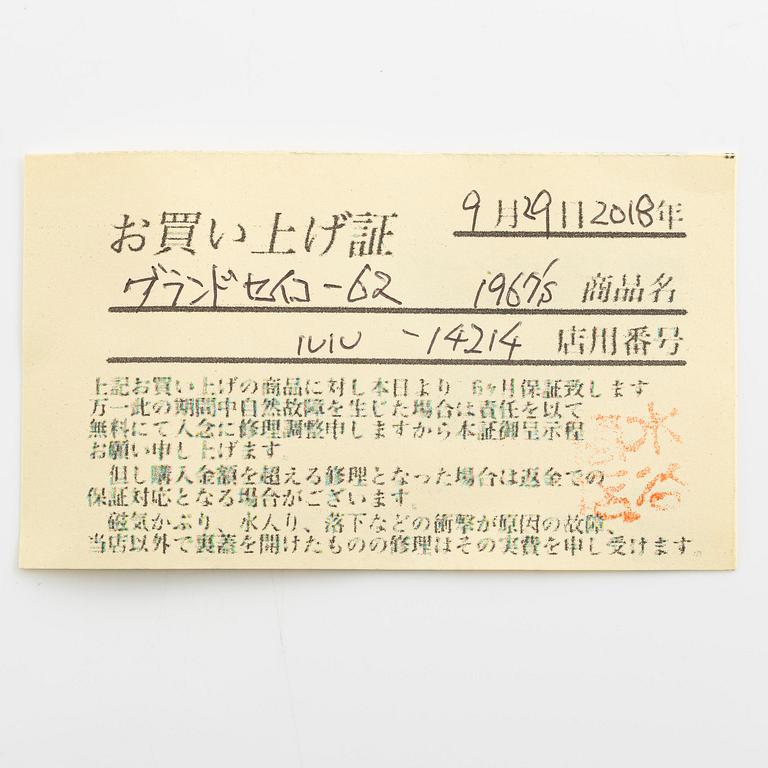 お買い上げ証
9月29日2018年
グランドセイコー62 1967's 商品名
-14214 店用番号
上記お買い上げの商品に対し本日より 6ヶ月保証致します
万一此の期間中自然故障を生じた場合は責任を以て
無料にて入念に修理調整申しますから本証御呈示程
お願い申し上げます。
但し購入金額を超える修理となった場合は返金での
保証対応となる場合がございます。
磁気かぶり、水入り、落下などの衝撃が原因の故障、
当店以外で裏蓋を開けたものの修理はその実費を申し受けます。
水谷